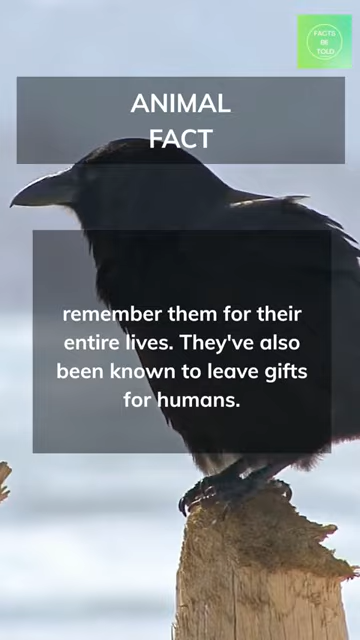 FACTS
BE
TOLD
ANIMAL
FACT
remember them for their
entire lives. They've also
been known to leave gifts
for humans.